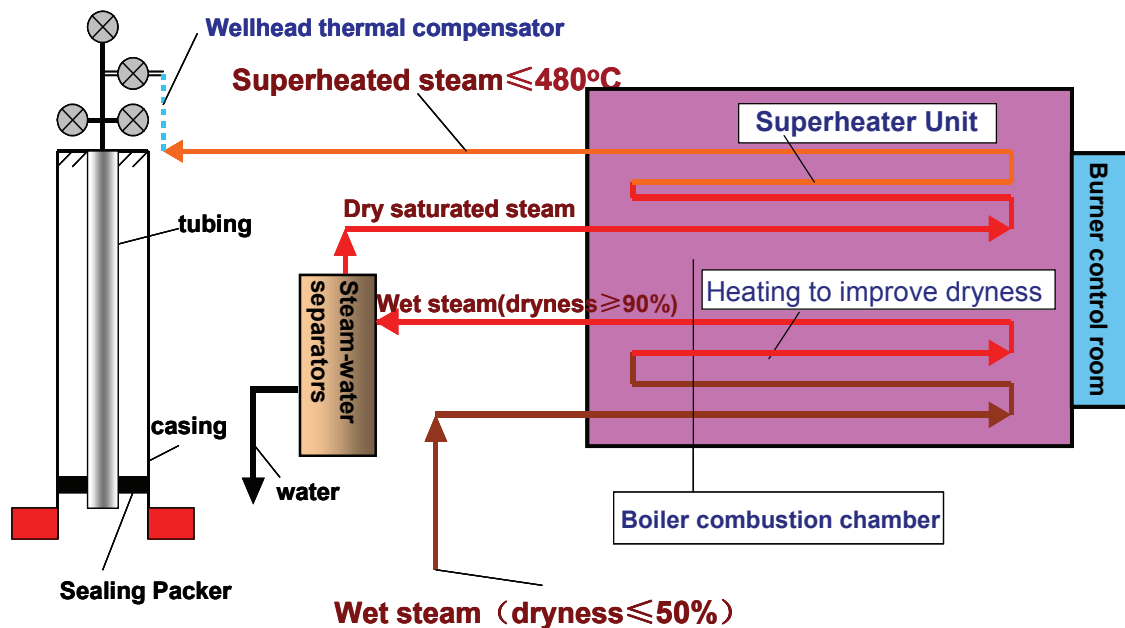 Wellhead thermal compensator
Superheated steam≤480°C
Superheater Unit
Burner control room
tubing
Dry saturated steam
Steam-water
separators
Wet steam(dryness≥90%)
Heating to improve dryness
casing
water
Boiler combustion chamber
Sealing Packer
Wet steam（dryness≤50%）